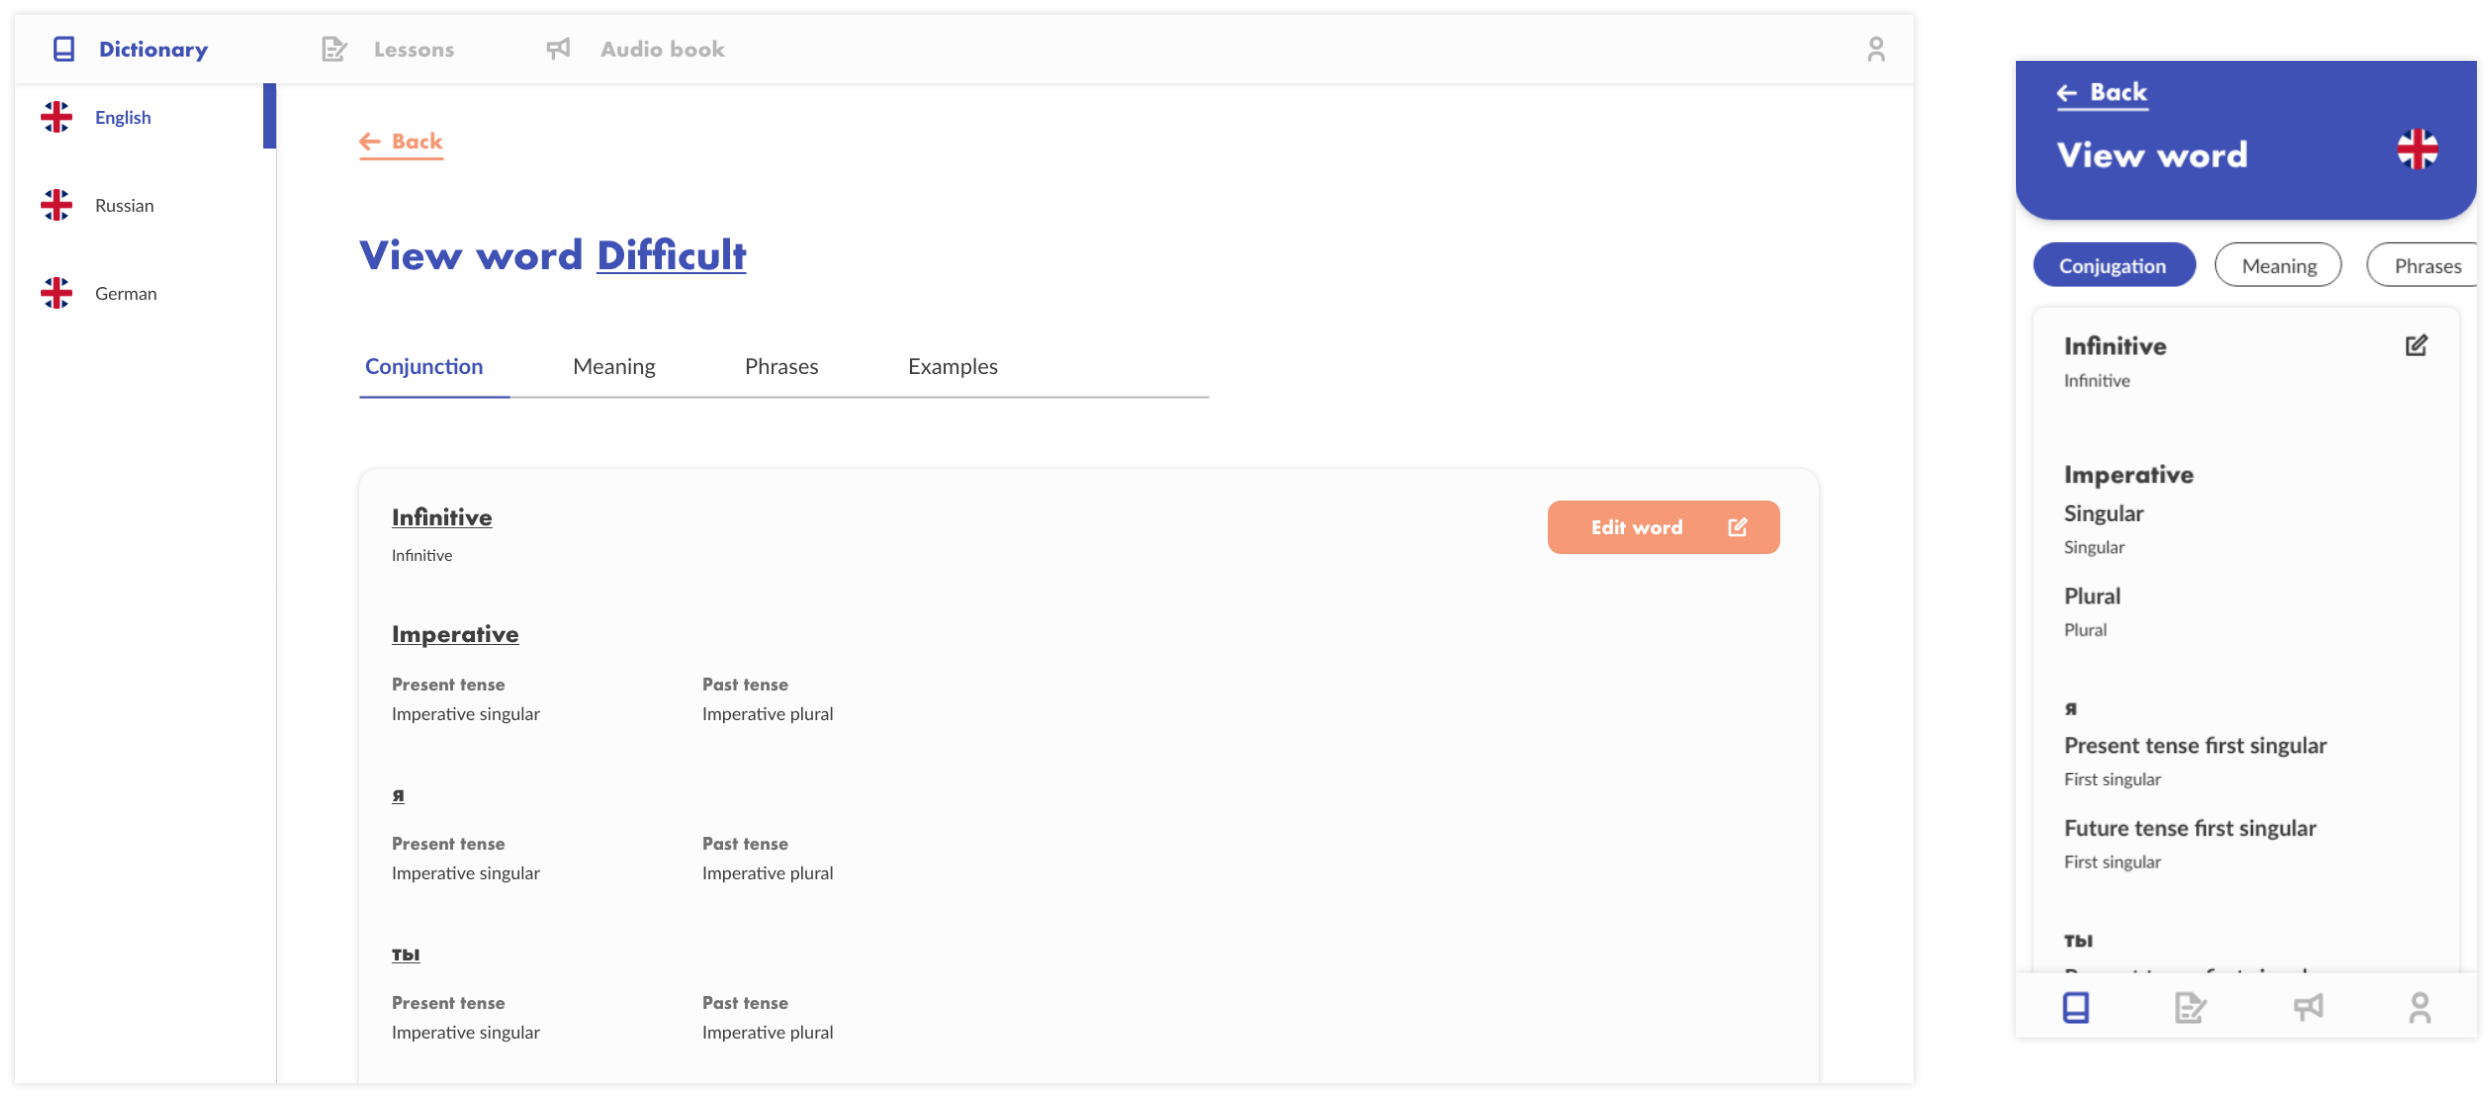 Dictionary
Lessons
Audio book
English
Russian
German
Back
View word Difficult
Conjunction
Meaning
Phrases
Examples
Infinitive
Edit word
Infinitive
Imperative
Present tense
Past tense
Imperative singular
Imperative plural
я
Present tense
Past tense
Imperative singular
Imperative plural
ты
Present tense
Past tense
Imperative singular
Imperative plural
Back
View word
Conjugation
Meaning
Phrases
Infinitive
Infinitive
Imperative
Singular
Singular
Plural
Plural
я
Present tense first singular
First singular
Future tense first singular
First singular
ты